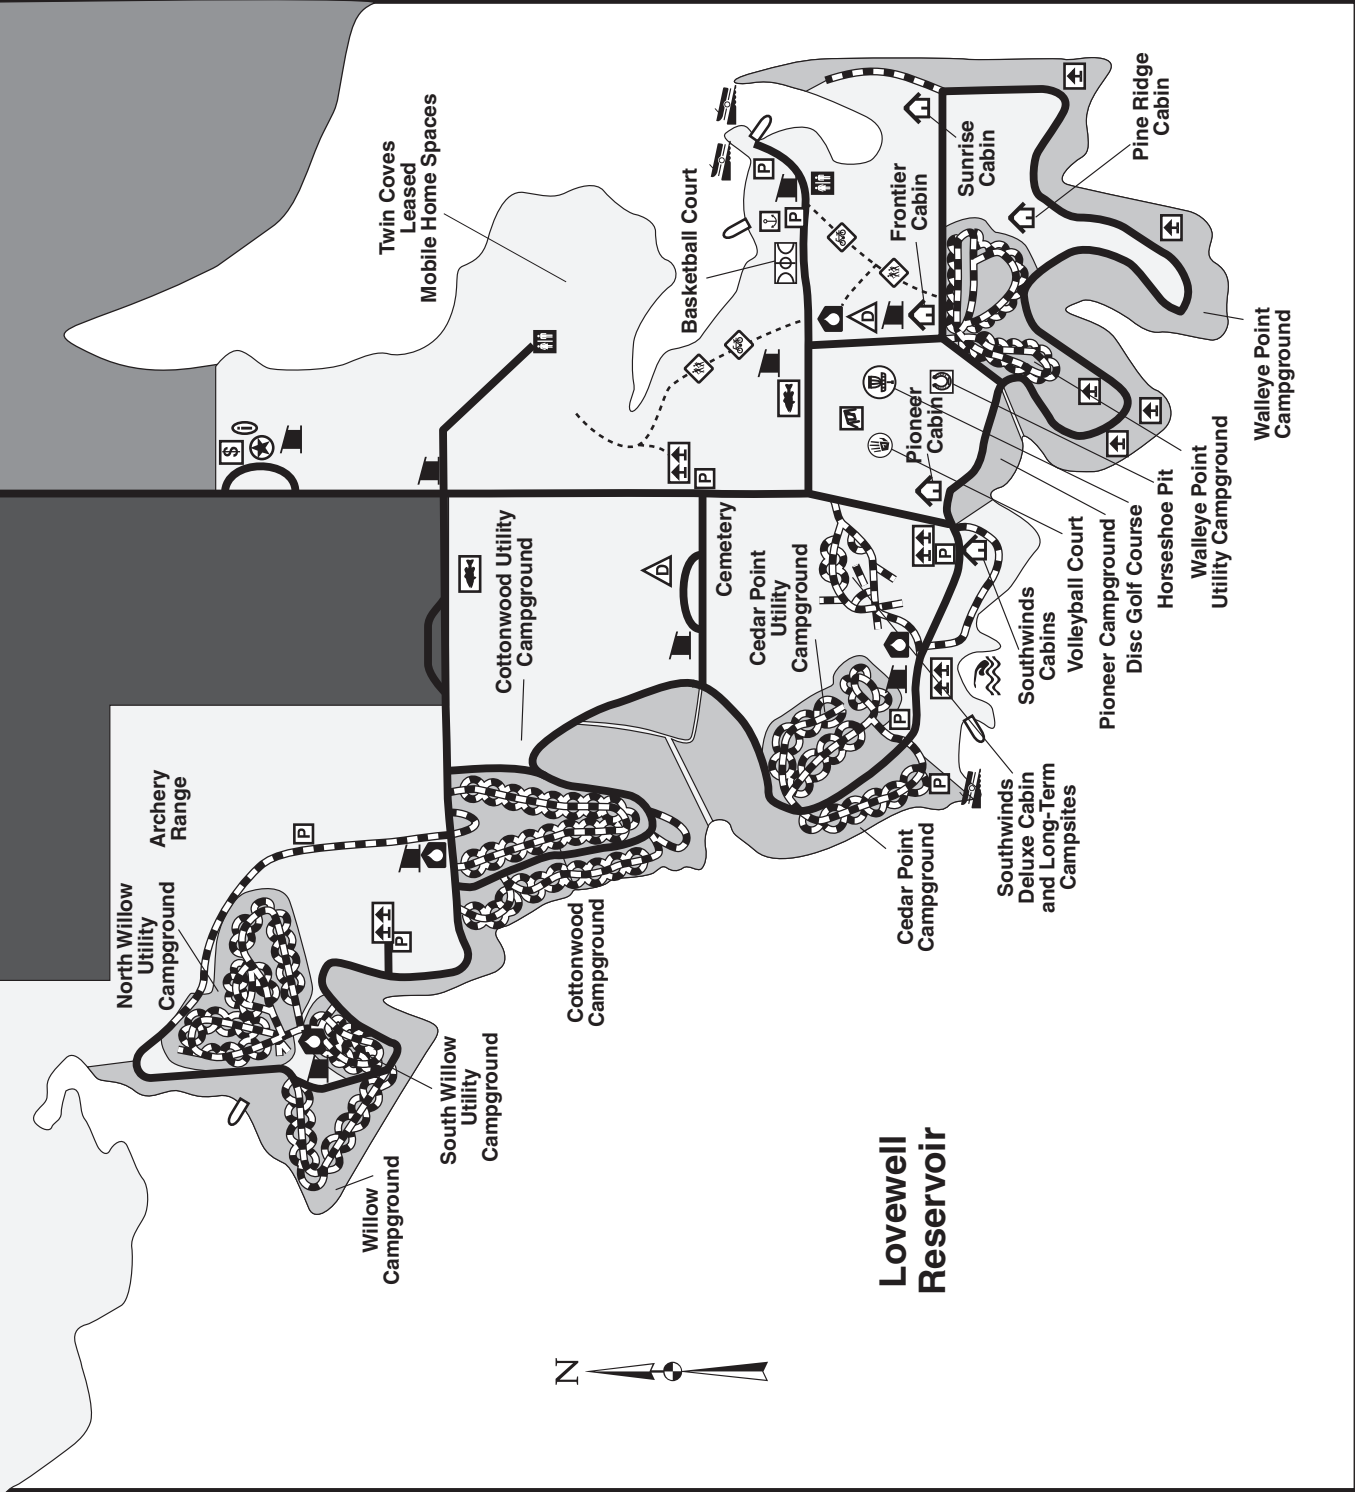 Twin Coves
Leased
Mobile Home Spaces
Basketball Court
Frontier
Cabin
Sunrise
Cabin
Pine Ridge
Cabin
Walleye Point
Campground
Walleye Point
Utility Campground
Horseshoe Pit
Disc Golf Course
Pioneer Campground
Volleyball Court
Pioneer
Cabin
Southwinds
Cabins
Cemetery
Cedar Point
Utility
Campground
Cottonwood Utility
Campground
Southwinds
Deluxe Cabin
and Long-Term
Campsites
Cedar Point
Campground
Cottonwood
Campground
Archery
Range
North Willow
Utility
Campground
South Willow
Utility
Campground
Willow
Campground
Lovewell
Reservoir
N
P
P
P
P
P
P
P
P
P
D
D
$
i